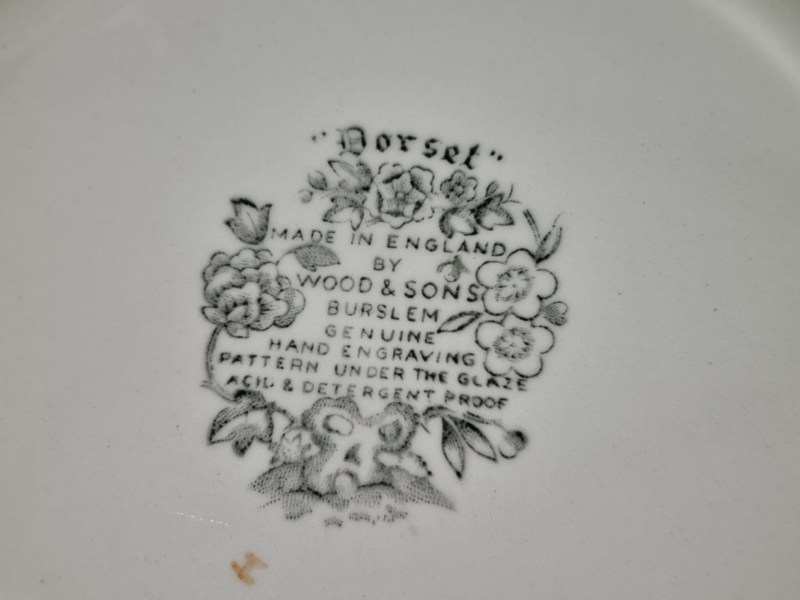 "Dorset"
MADE IN ENGLAND
BY
WOOD & SONS
BURSLEM
GENUINE
HAND ENGRAVING
PATTERN UNDER THE GLAZE
ACID & DETERGENT PROOF
H